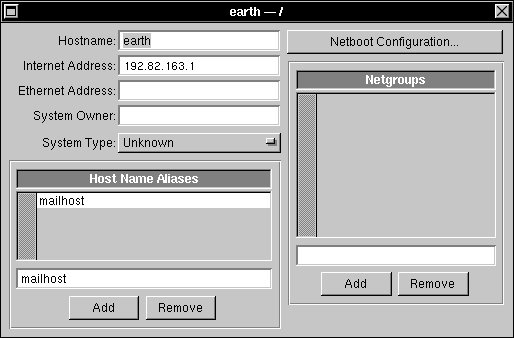 earth — /
Hostname: earth
Internet Address: 192.82.163.1
Ethernet Address:
System Owner:
System Type: Unknown
Host Name Aliases
mailhost
mailhost
Add Remove
Netboot Configuration...
Netgroups
Add Remove